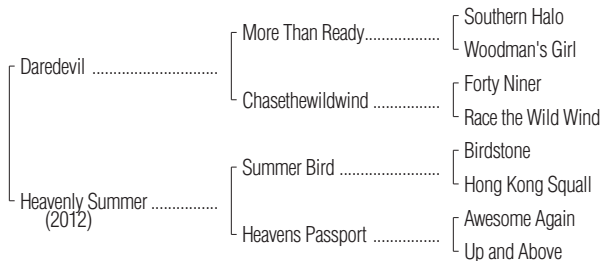 Southern Halo
More Than Ready..................
Woodman's Girl
Daredevil ..............................
Forty Niner
Chasethewildwind ................
Race the Wild Wind
Birdstone
Summer Bird ........................
Hong Kong Squall
Heavenly Summer ................
(2012)
Awesome Again
Heavens Passport ................
Up and Above